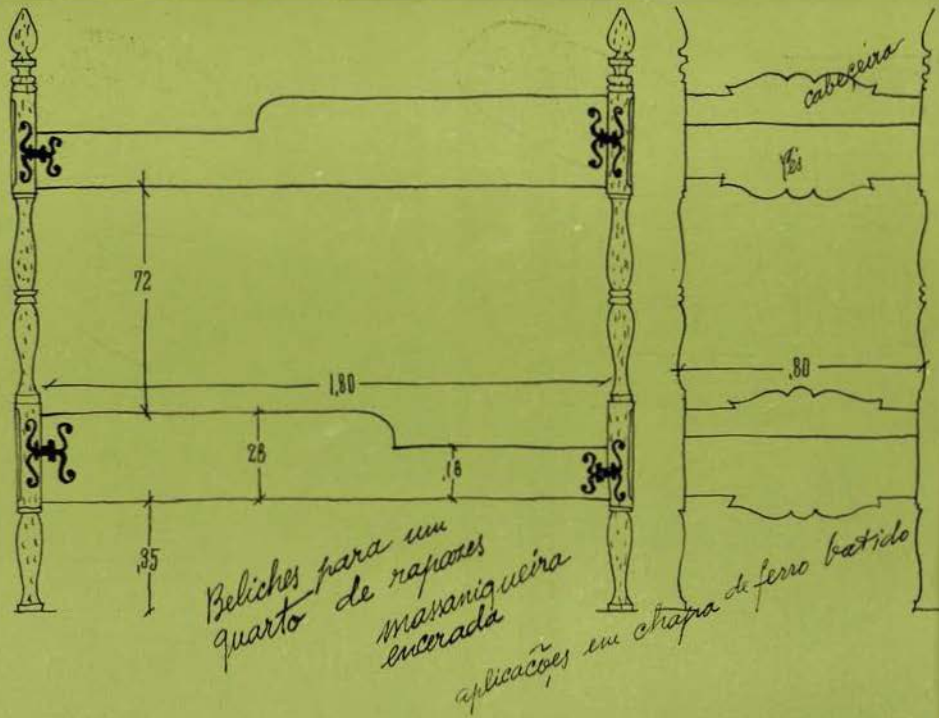 cabeceira
Pés
72
1,80
,80
28
,18
,35
Beliches para um
quarto de rapazes
massaniqueira
encerada
aplicações em chapa de ferro batido